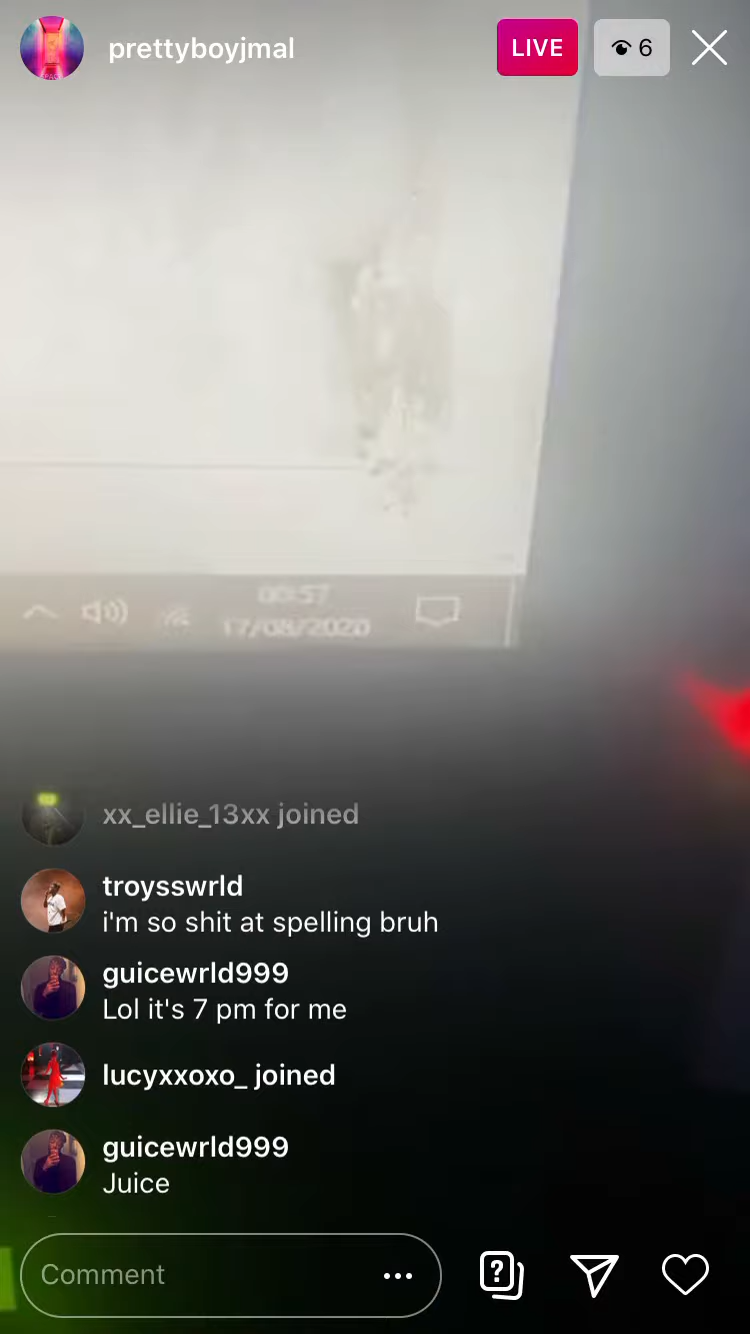 prettyboyjmal
LIVE
6
00:57
17/08/2020
xx_ellie_13xx joined
troysswrld
i'm so shit at spelling bruh
guicewrld999
Lol it's 7 pm for me
lucyxxoxo_ joined
guicewrld999
Juice
Comment